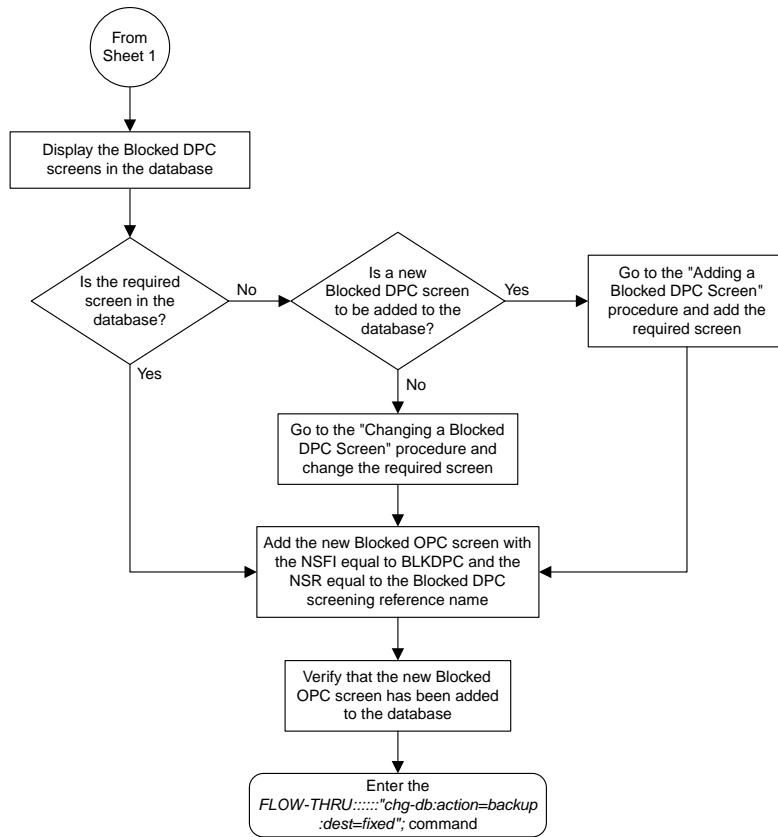 From
Sheet 1
Display the Blocked DPC
screens in the database
Is the required
screen in the
database?
No
Is a new
Blocked DPC screen
to be added to the
database?
Yes
Go to the "Adding a
Blocked DPC Screen"
procedure and add the
required screen
Yes
No
Go to the "Changing a Blocked
DPC Screen" procedure and
change the required screen
Add the new Blocked OPC screen with
the NSFI equal to BLKDPC and the
NSR equal to the Blocked DPC
screening reference name
Verify that the new Blocked
OPC screen has been added
to the database
Enter the
FLOW-THRU::::::"chg-db:action=backup
:dest=fixed"; command